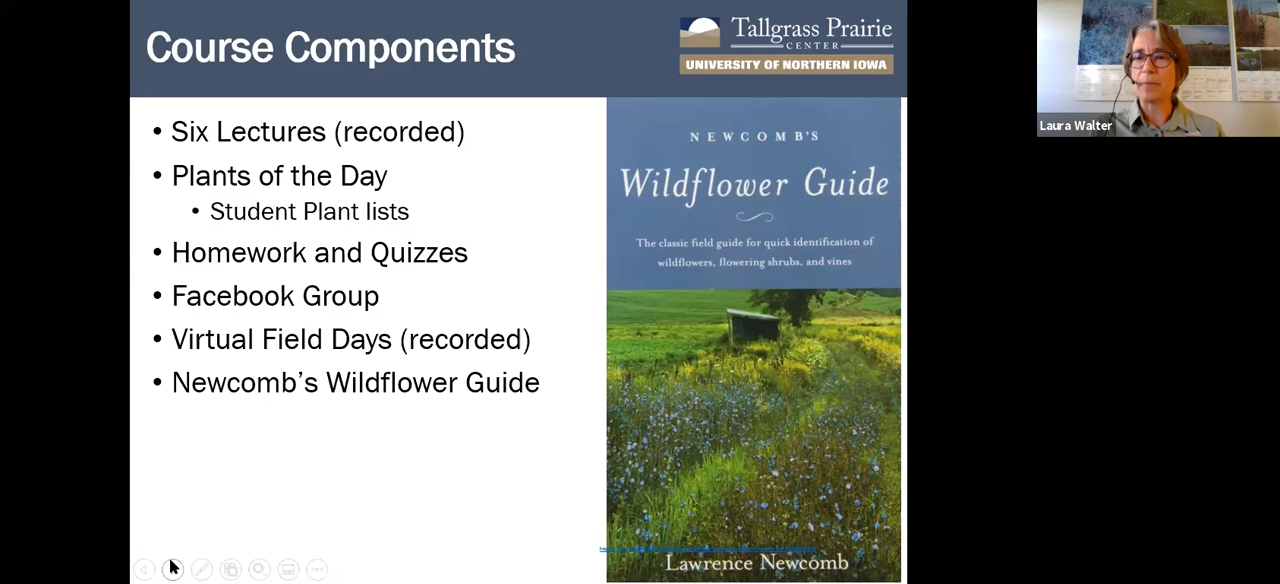 Course Components
Tallgrass Prairie
CENTER
UNIVERSITY OF NORTHERN IOWA
Laura Walter
• Six Lectures (recorded)
• Plants of the Day
• Student Plant lists
• Homework and Quizzes
• Facebook Group
• Virtual Field Days (recorded)
• Newcomb’s Wildflower Guide
NEWCOMB'S
Wildflower Guide
The classic field guide for quick identification of
wildflowers, flowering shrubs, and vines
Lawrence Newcomb